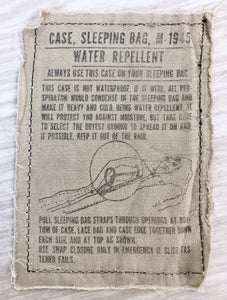 CASE, SLEEPING BAG, M-1945
WATER REPELLENT
ALWAYS USE THIS CASE ON YOUR SLEEPING BAG
THIS CASE IS NOT WATERPROOF. IF IT WERE, ALL PER-
SPIRATION WOULD CONDENSE IN THE SLEEPING BAG AND
MAKE IT HEAVY AND COLD. BEING WATER REPELLENT, IT
WILL PROTECT YOU AGAINST MOISTURE, BUT TAKE CARE
TO SELECT THE DRYEST GROUND TO SPREAD IT ON AND
IF POSSIBLE, KEEP IT OUT OF THE RAIN.
PULL SLEEPING BAG STRAPS THROUGH OPENINGS AT BOT-
TOM OF CASE. LACE BAG AND CASE EDGE TOGETHER DOWN
EACH SIDE AND AT TOP AS SHOWN.
USE SNAP CLOSURE ONLY IN EMERGENCY IF SLIDE FAS-
TENER FAILS.